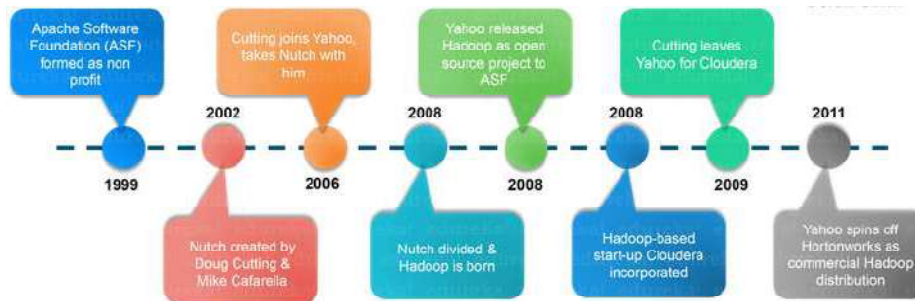 Apache Software
Foundation (ASF)
formed as non
profit
1999
2002
Nutch created by
Doug Cutting &
Mike Cafarella
Cutting joins Yahoo,
takes Nutch with
him
2006
2008
Nutch divided &
Hadoop is born
Yahoo released
Hadoop as open
source project to
ASF
2008
2008
Hadoop-based
start-up Cloudera
incorporated
Cutting leaves
Yahoo for Cloudera
2009
2011
Yahoo spins off
Hortonworks as
commercial Hadoop
distribution